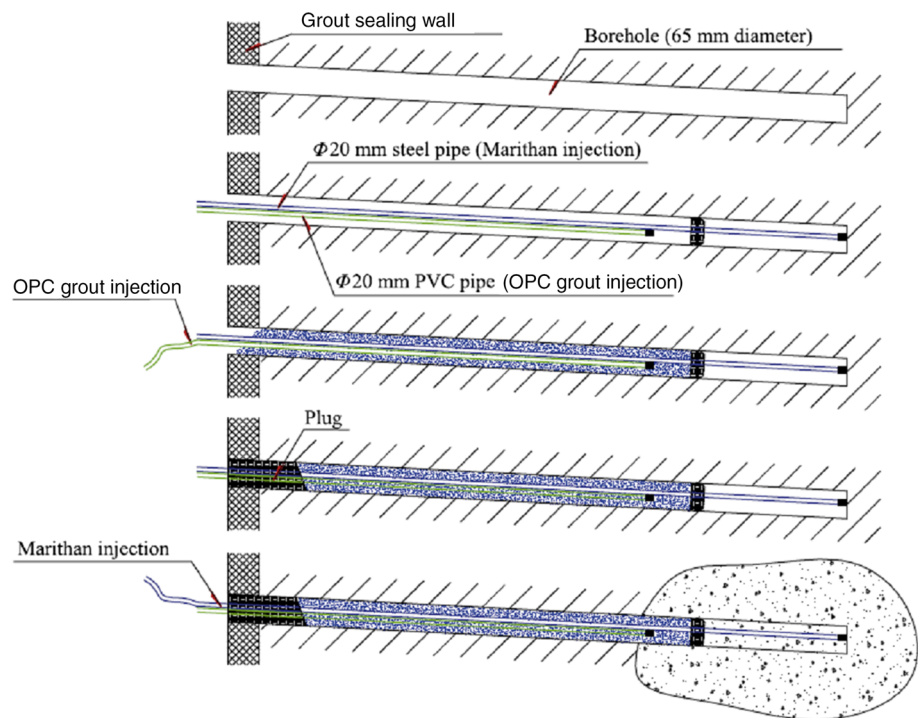 Grout sealing wall
Borehole (65 mm diameter)
Φ20 mm steel pipe (Marithan injection)
Φ20 mm PVC pipe (OPC grout injection)
OPC grout injection
Plug
Marithan injection